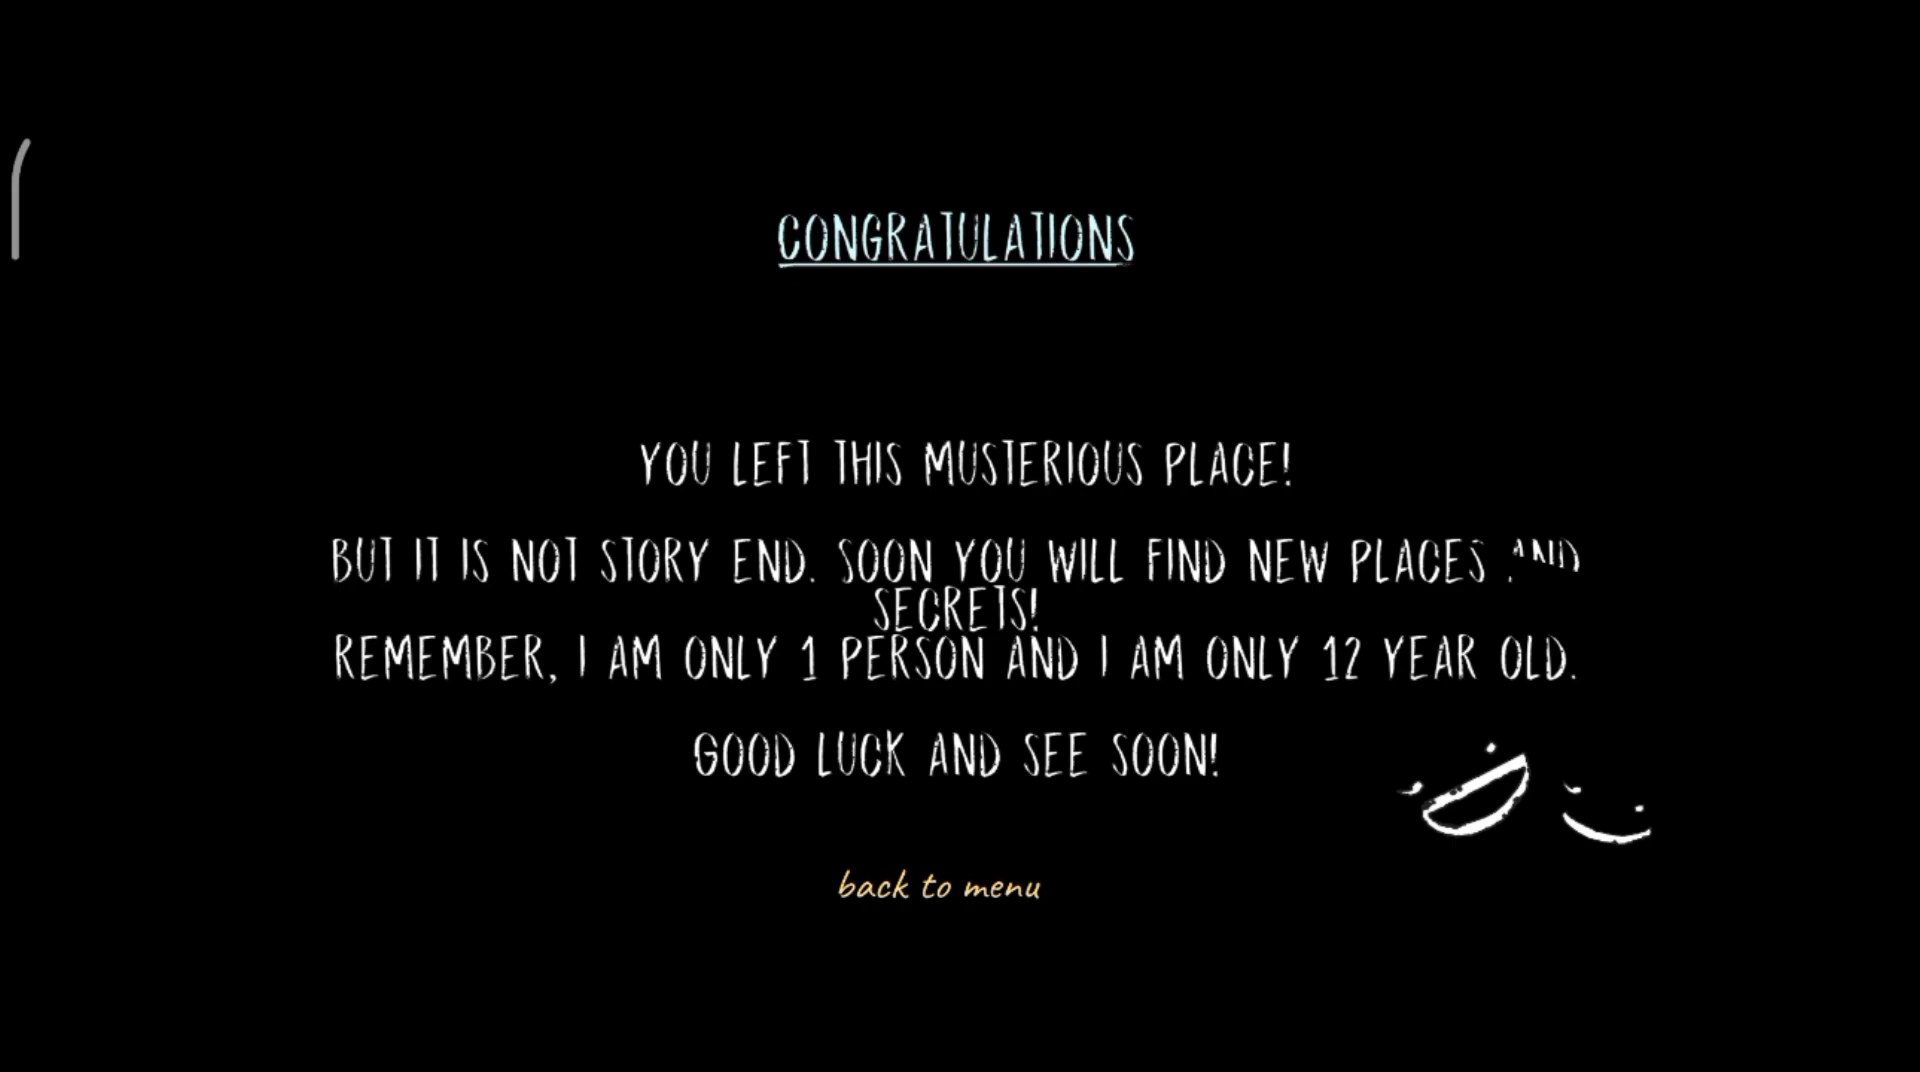 CONGRATULATIONS
YOU LEFT THIS MUSTERIOUS PLACE!
BUT IT IS NOT STORY END. SOON YOU WILL FIND NEW PLACES AND
SECRETS!
REMEMBER, I AM ONLY 1 PERSON AND I AM ONLY 12 YEAR OLD.
GOOD LUCK AND SEE SOON!
back to menu